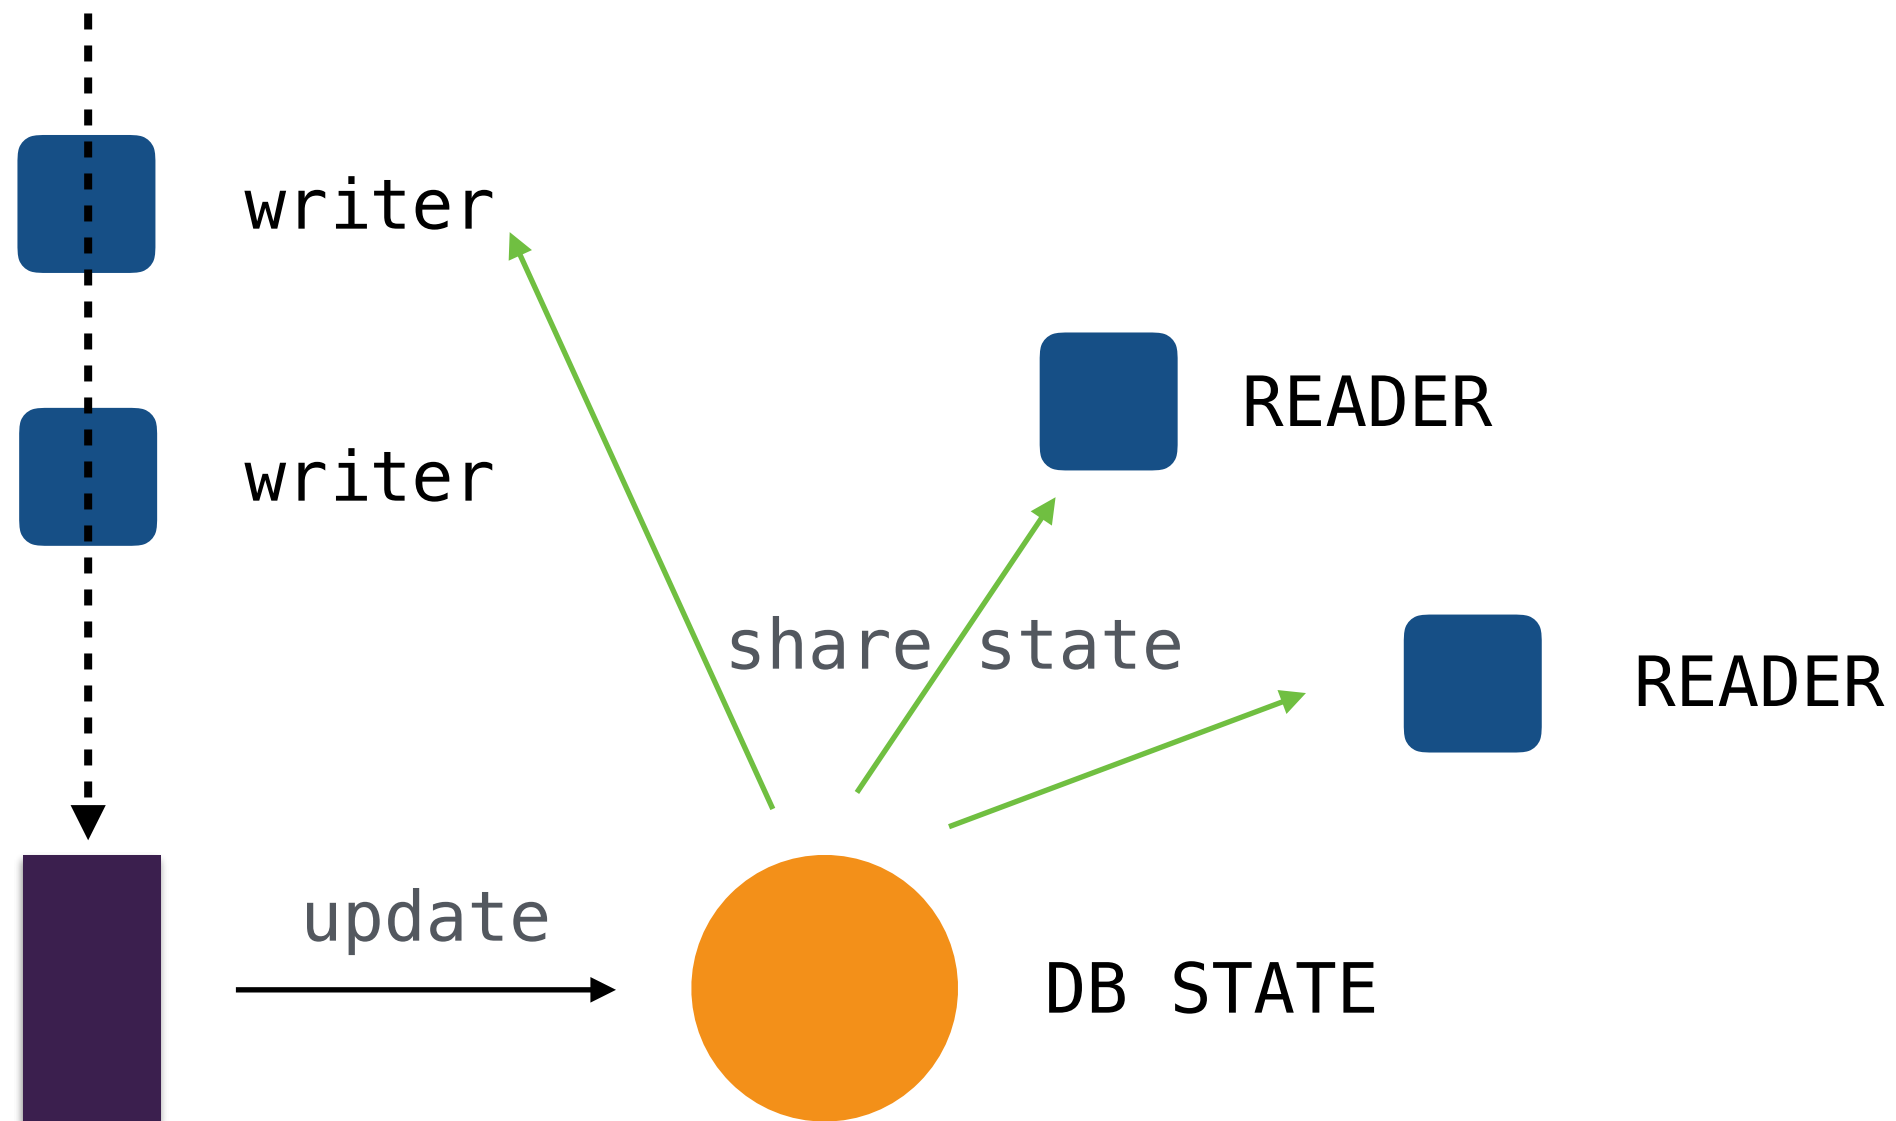 writer
READER
writer
share state
READER
update
DB STATE